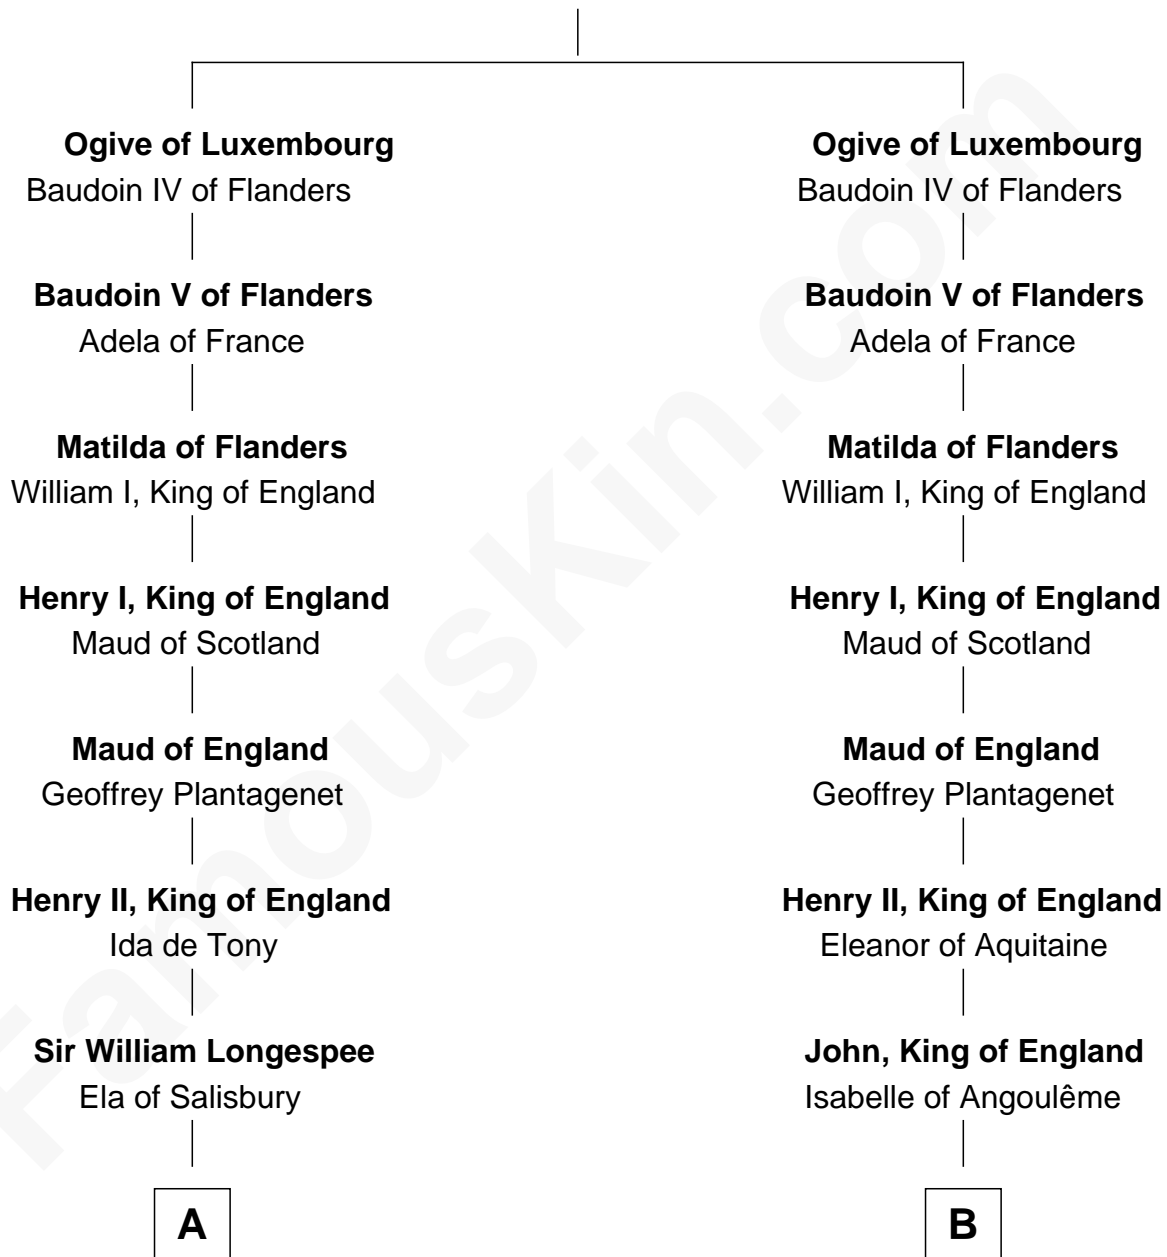 Ogive of Luxembourg
Baudoin IV of Flanders
Baudoin V of Flanders
Adela of France
Matilda of Flanders
William I, King of England
Henry I, King of England
Maud of Scotland
Maud of England
Geoffrey Plantagenet
Henry II, King of England
Ida de Tony
Sir William Longespee
Ela of Salisbury
A
Ogive of Luxembourg
Baudoin IV of Flanders
Baudoin V of Flanders
Adela of France
Matilda of Flanders
William I, King of England
Henry I, King of England
Maud of Scotland
Maud of England
Geoffrey Plantagenet
Henry II, King of England
Eleanor of Aquitaine
John, King of England
Isabelle of Angoulême
B
FamousKin.com